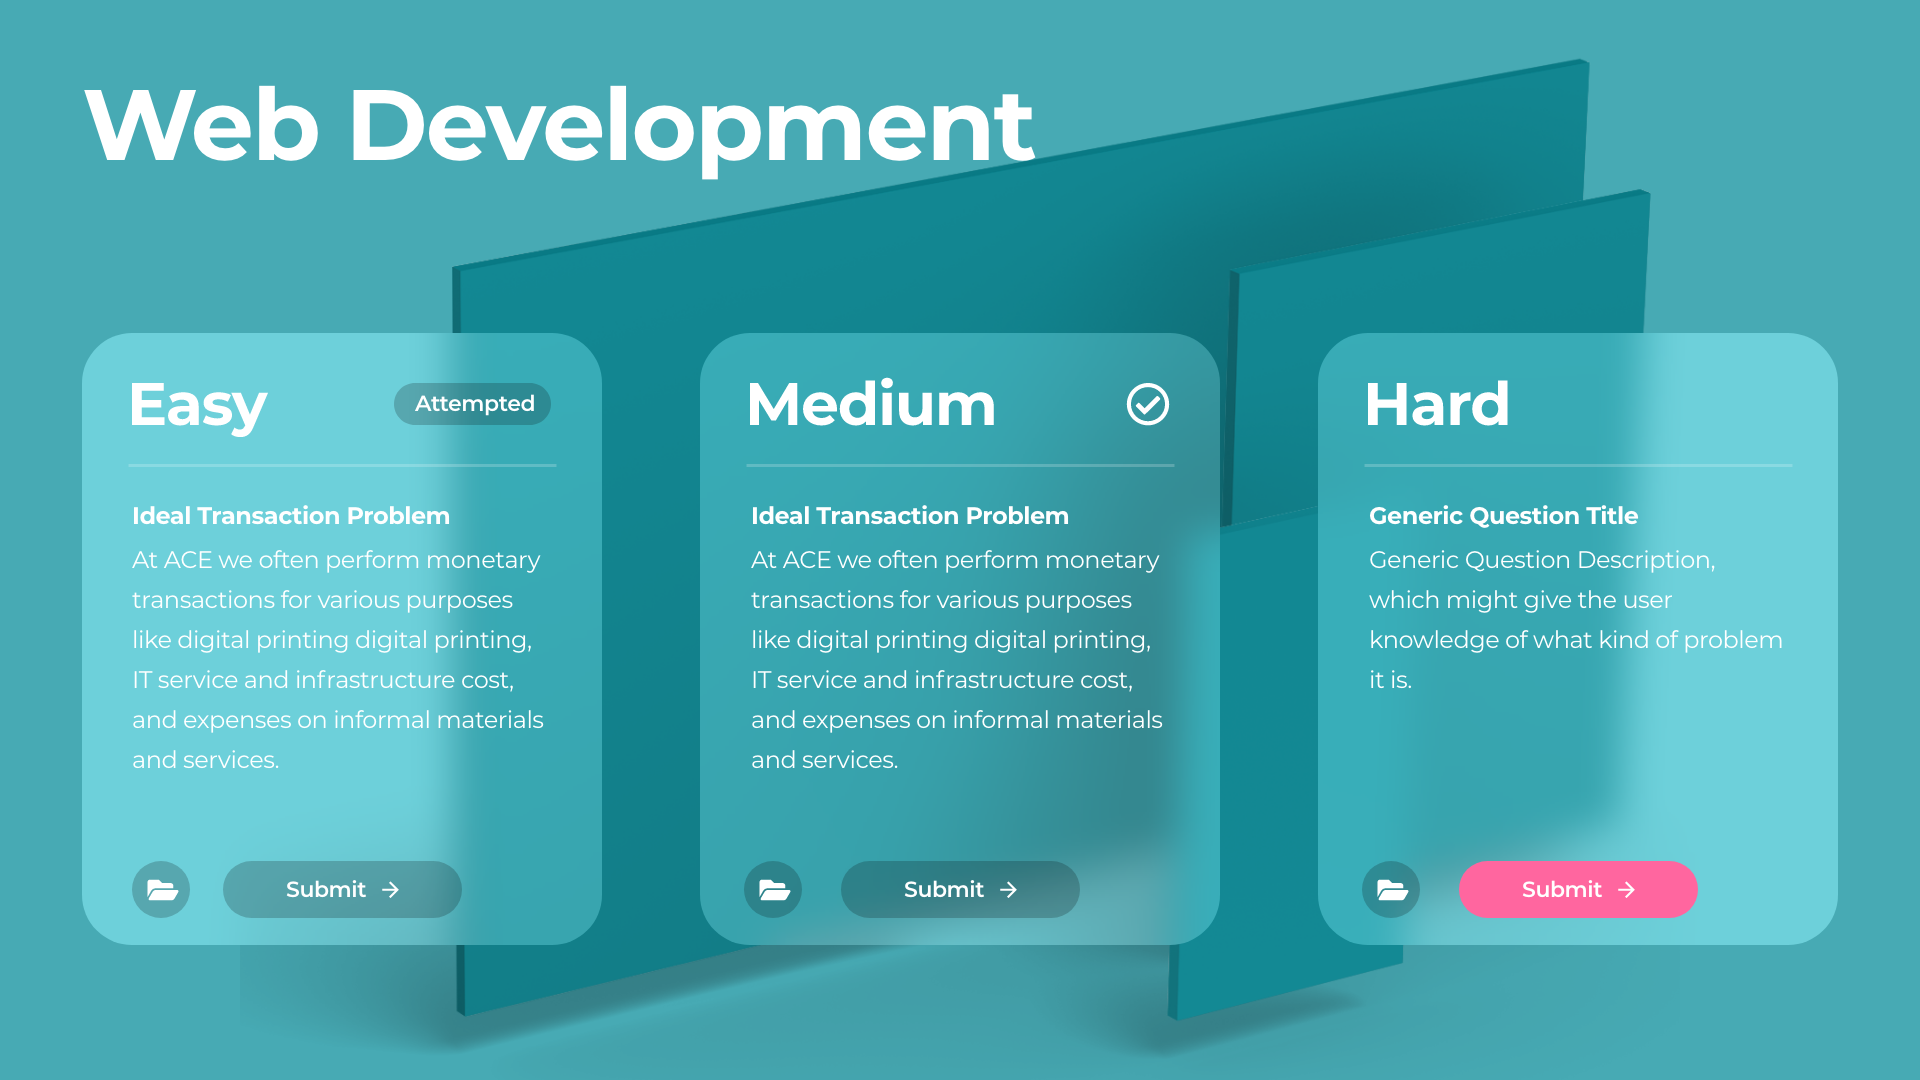 Web Development
Easy
Attempted
Ideal Transaction Problem
At ACE we often perform monetary
transactions for various purposes
like digital printing digital printing,
IT service and infrastructure cost,
and expenses on informal materials
and services.
Submit
Medium
Ideal Transaction Problem
At ACE we often perform monetary
transactions for various purposes
like digital printing digital printing,
IT service and infrastructure cost,
and expenses on informal materials
and services.
Submit
Hard
Generic Question Title
Generic Question Description,
which might give the user
knowledge of what kind of problem
it is.
Submit